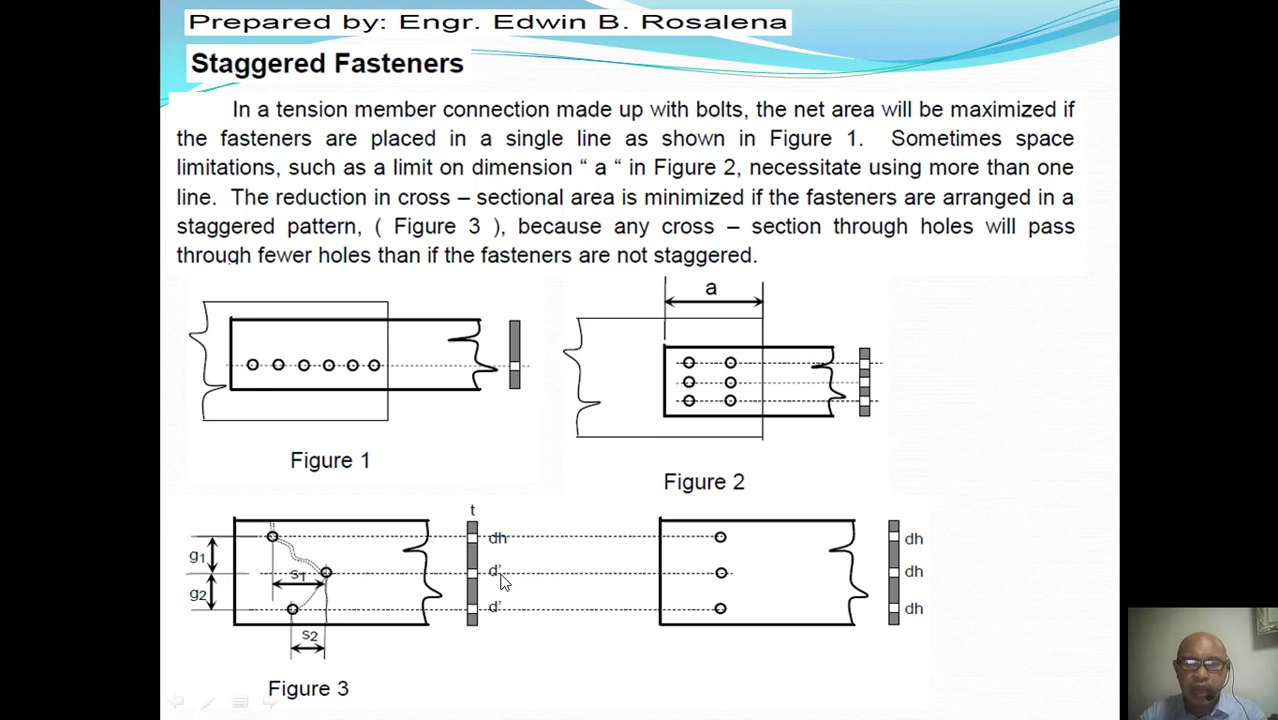 Prepared by: Engr. Edwin B. Rosalena
Staggered Fasteners
In a tension member connection made up with bolts, the net area will be maximized if
the fasteners are placed in a single line as shown in Figure 1. Sometimes space
limitations, such as a limit on dimension “ a “ in Figure 2, necessitate using more than one
line. The reduction in cross – sectional area is minimized if the fasteners are arranged in a
staggered pattern, ( Figure 3 ), because any cross – section through holes will pass
through fewer holes than if the fasteners are not staggered.
a
Figure 1
Figure 2
t
g1
s1
g2
s2
dh
d'
d'
dh
dh
dh
Figure 3